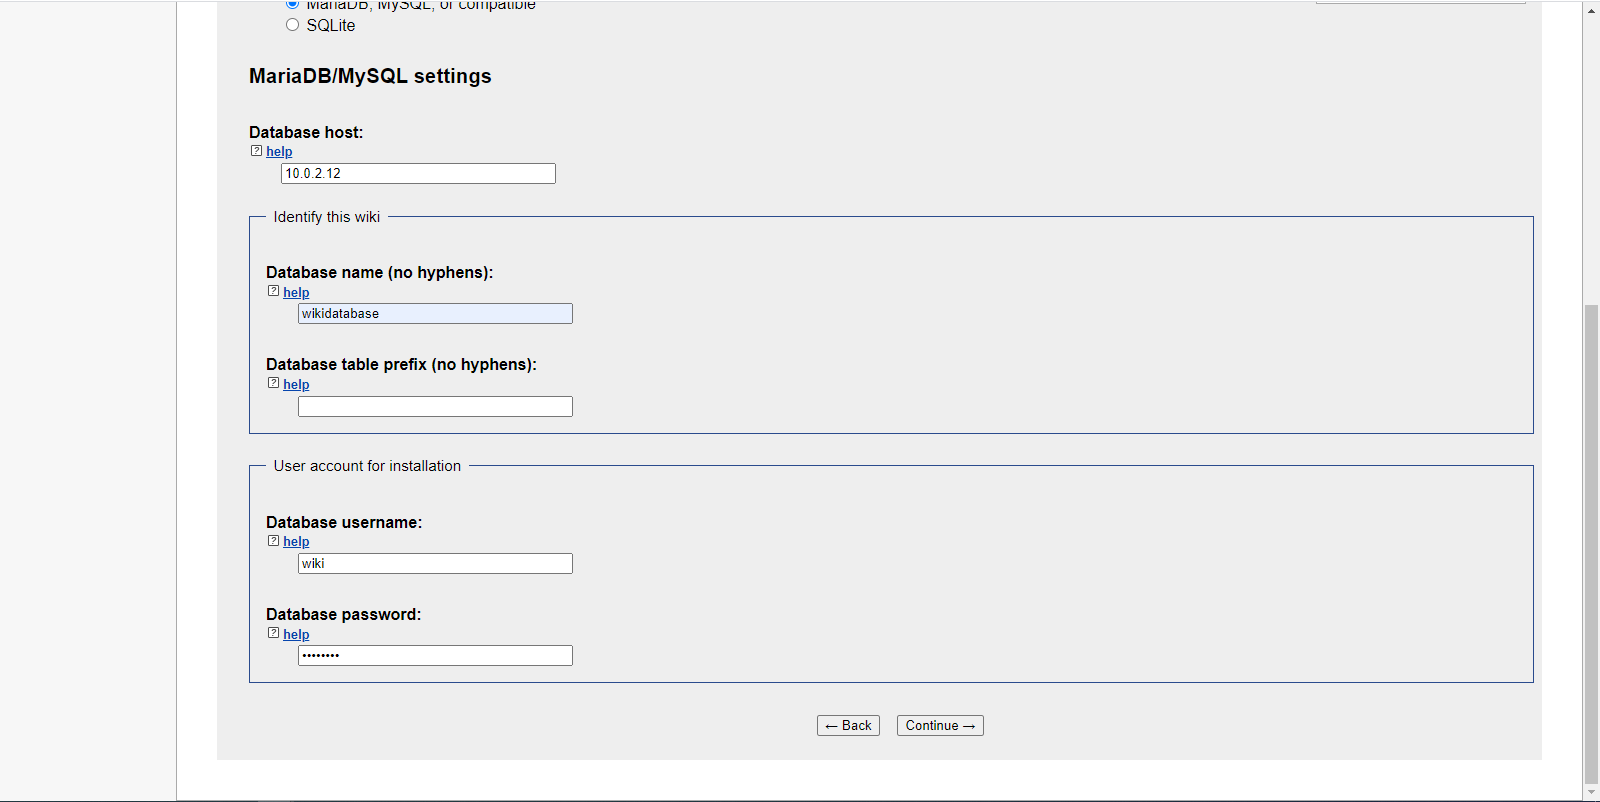 MariaDB, MySQL, or compatible
SQLite
MariaDB/MySQL settings
Database host:
? help
10.0.2.12
Identify this wiki
Database name (no hyphens):
? help
wikidatabase
Database table prefix (no hyphens):
? help
User account for installation
Database username:
? help
wiki
Database password:
? help
••••••••
← Back
Continue →